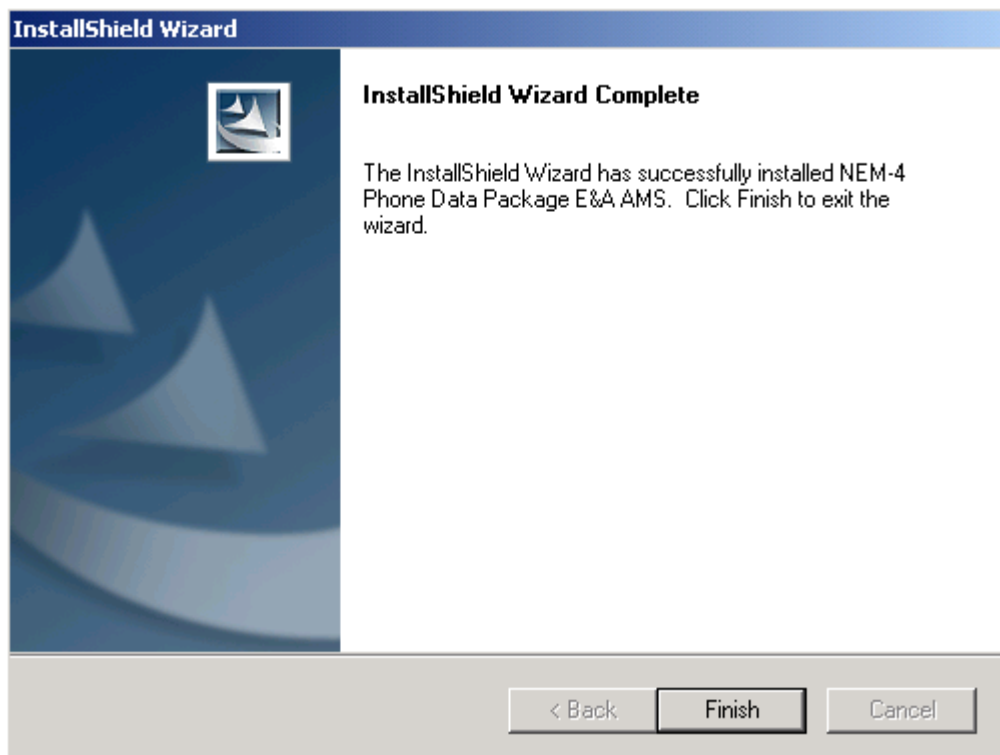 InstallShield Wizard
InstallShield Wizard Complete
The InstallShield Wizard has successfully installed NEM-4
Phone Data Package E&A AMS.  Click Finish to exit the
wizard.
< Back
Finish
Cancel